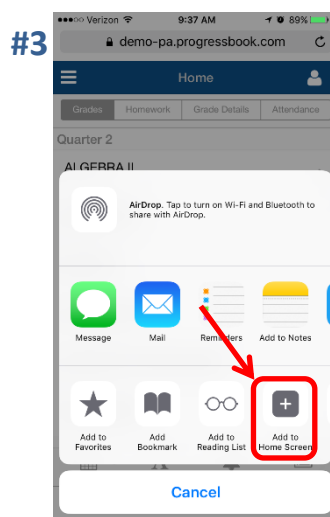 #3
Verizon 9:37 AM 89%
demo-pa.progressbook.com
Home
Grades Homework Grade Details Attendance
Quarter 2
ALGEBRA II
AirDrop. Tap to turn on Wi-Fi and Bluetooth to
share with AirDrop.
Message Mail Reminders Add to Notes
Add to Add Add to Add to
Favorites Bookmark Reading List Home Screen
Cancel